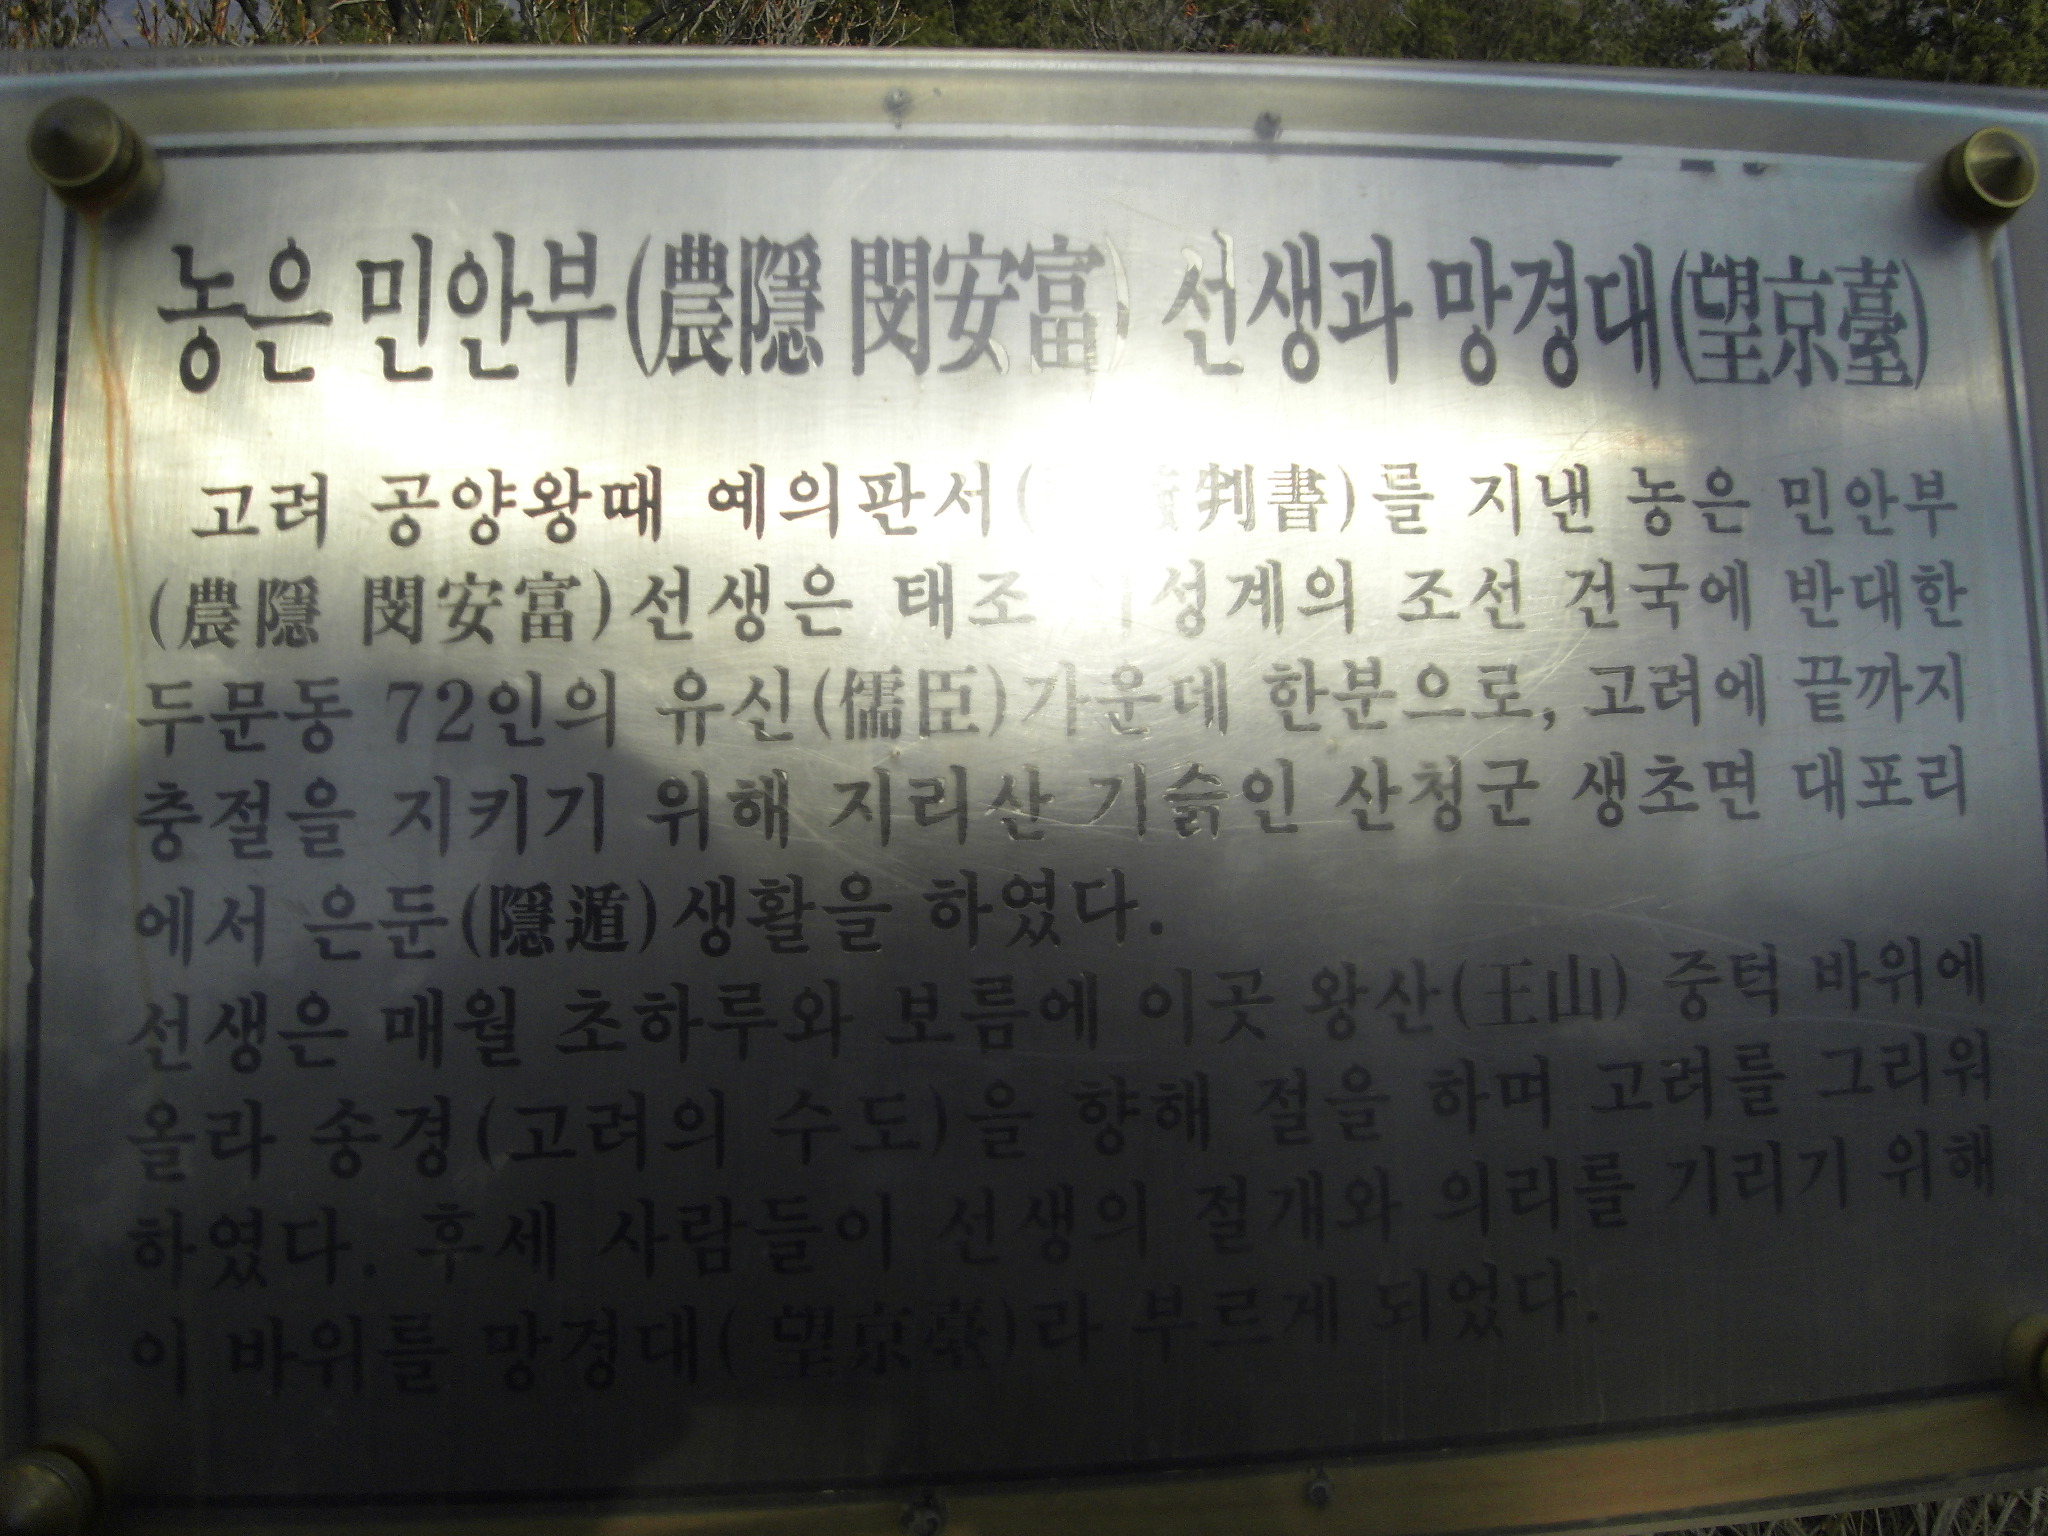 농은 민안부(農隱 閔安富) 선생과 망경대(望京臺)
고려 공양왕때 예의판서( 判書)를 지낸 농은 민안부
(農隱 閔安富)선생은 태조 성계의 조선 건국에 반대한
두문동 72인의 유신(儒臣)가운데 한분으로, 고려에 끝까지
충절을 지키기 위해 지리산 기슭인 산청군 생초면 대포리
에서 은둔(隱遁)생활을 하였다.
선생은 매월 초하루와 보름에 이곳 왕산(王山) 중턱 바위에
올라 송경(고려의 수도)을 향해 절을 하며 고려를 그리워
하였다. 후세 사람들이 선생의 절개와 의리를 기리기 위해
이 바위를 망경대( 望京臺)라 부르게 되었다.